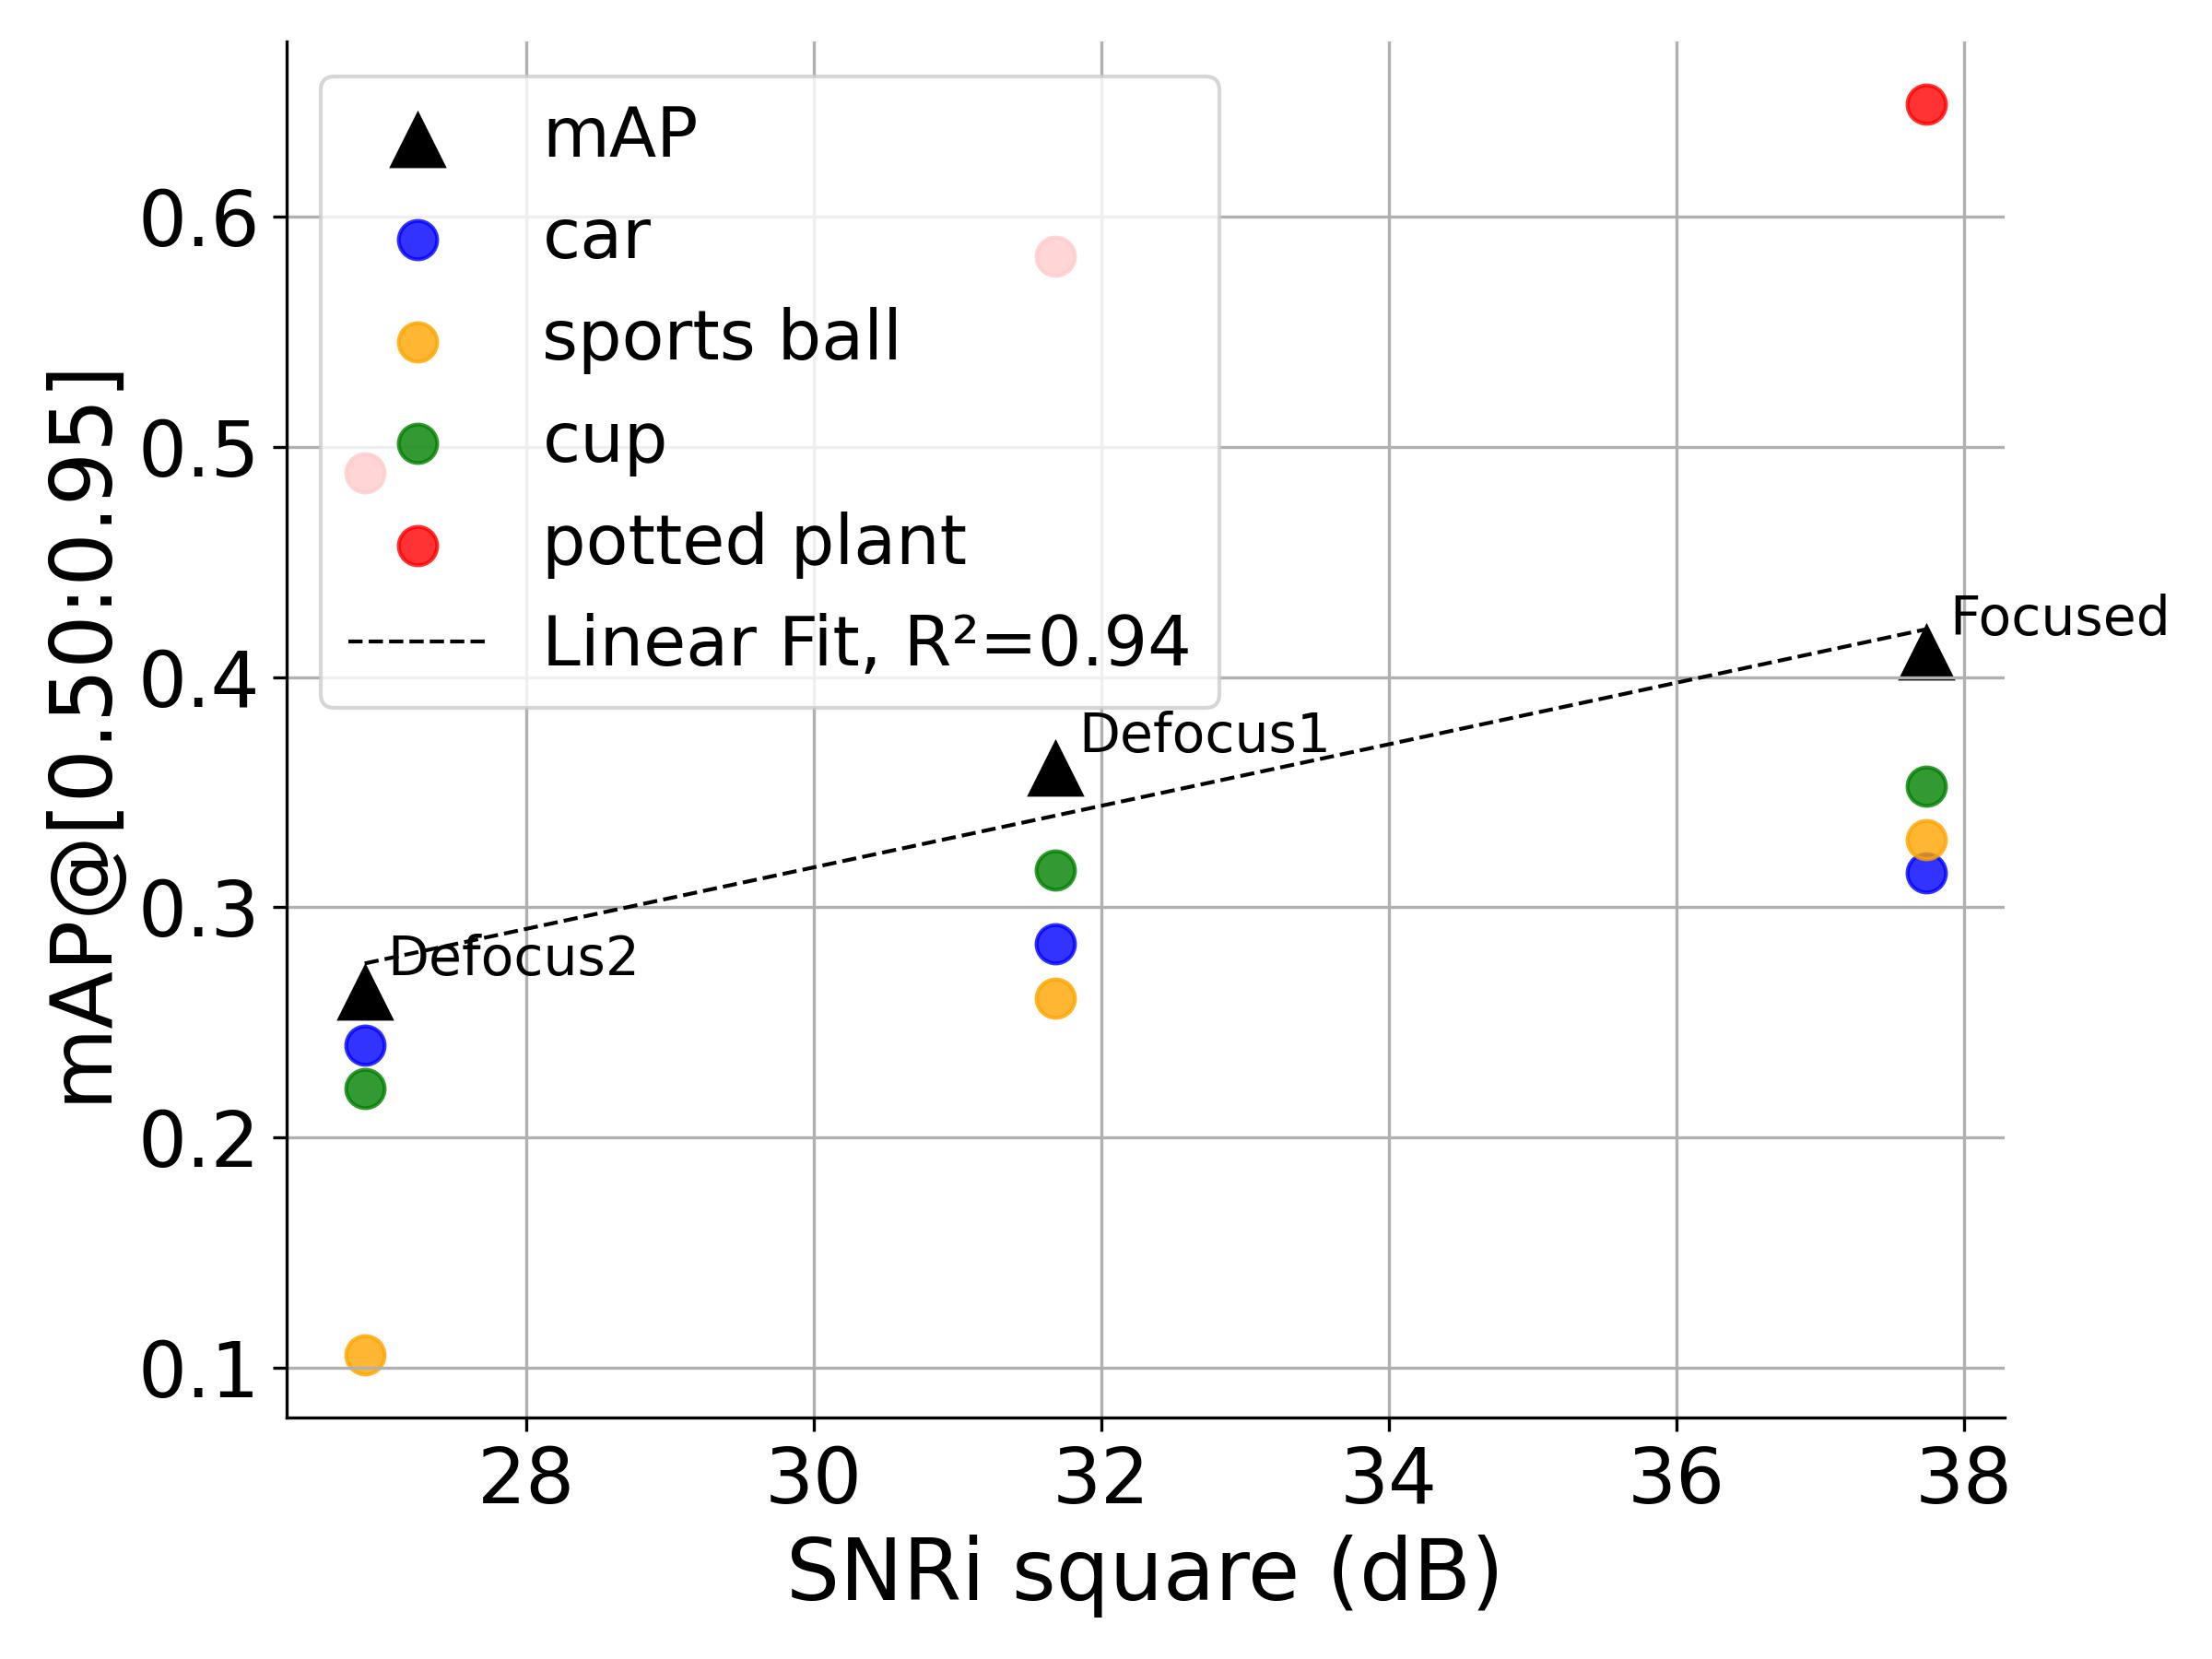 mAP
car
sports ball
cup
potted plant
Linear Fit, R²=0.94
Focused
Defocus1
Defocus2
mAP@[0.50:0.95]
0.6
0.5
0.4
0.3
0.2
0.1
28 30 32 34 36 38
SNRi square (dB)